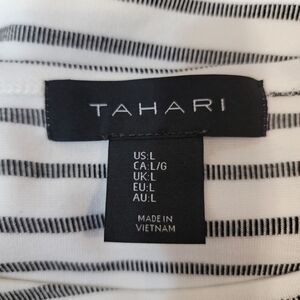 TAHARI
US:L
CA:L/G
UK:L
EU:L
AU:L
MADE IN
VIETNAM